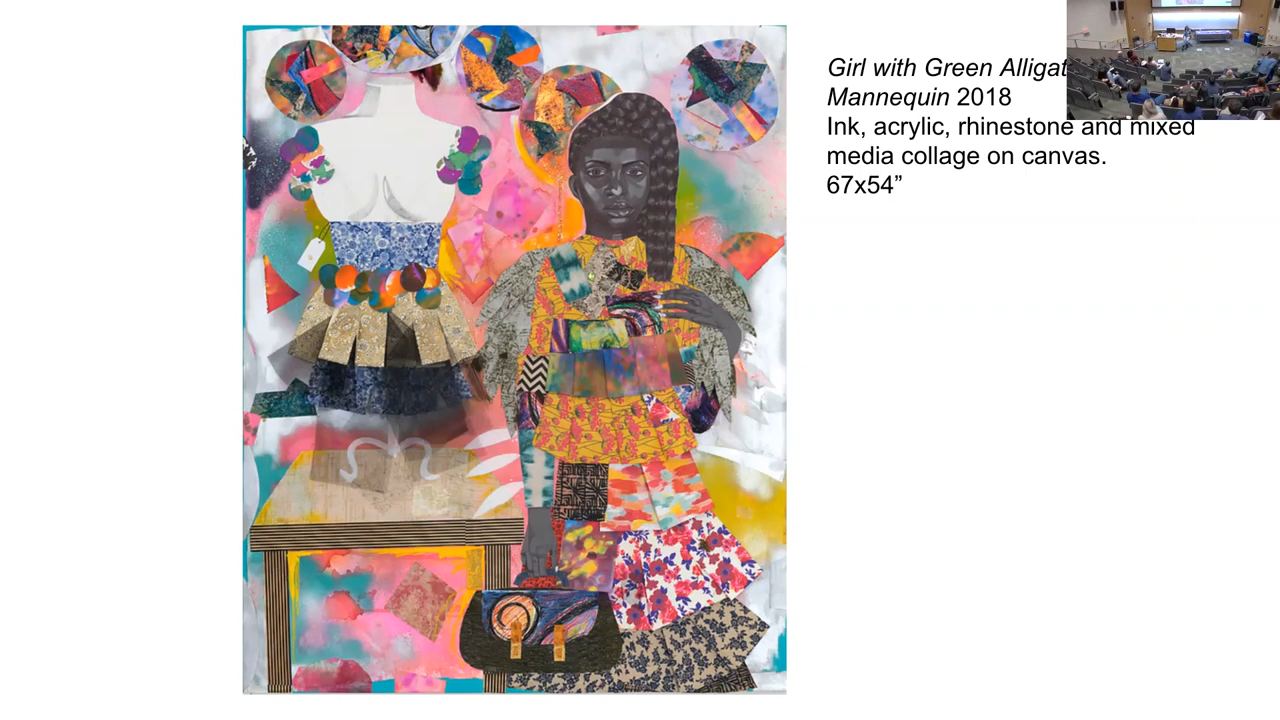 Girl with Green Alligat
Mannequin 2018
Ink, acrylic, rhinestone and mixed
media collage on canvas.
67x54”